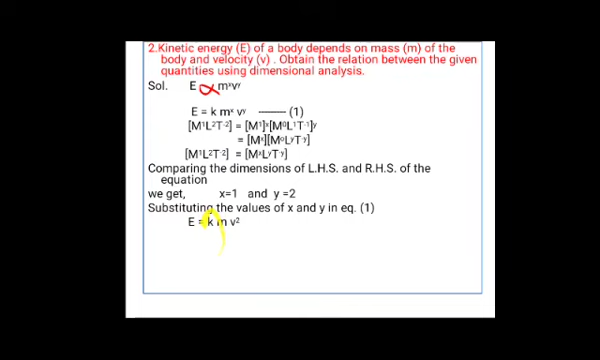 2.Kinetic energy (E) of a body depends on mass (m) of the
body and velocity (v) . Obtain the relation between the given
quantities using dimensional analysis.
Sol. E ∝ mˣvʸ
E = k mˣ vʸ ——— (1)
[M¹L²T⁻²] = [M¹]ˣ[M⁰L¹T⁻¹]ʸ
= [Mˣ][M⁰LʸT⁻ʸ]
[M¹L²T⁻²] = [MˣLʸT⁻ʸ]
Comparing the dimensions of L.H.S. and R.H.S. of the
equation
we get, x=1 and y =2
Substituting the values of x and y in eq. (1)
E = k m v²